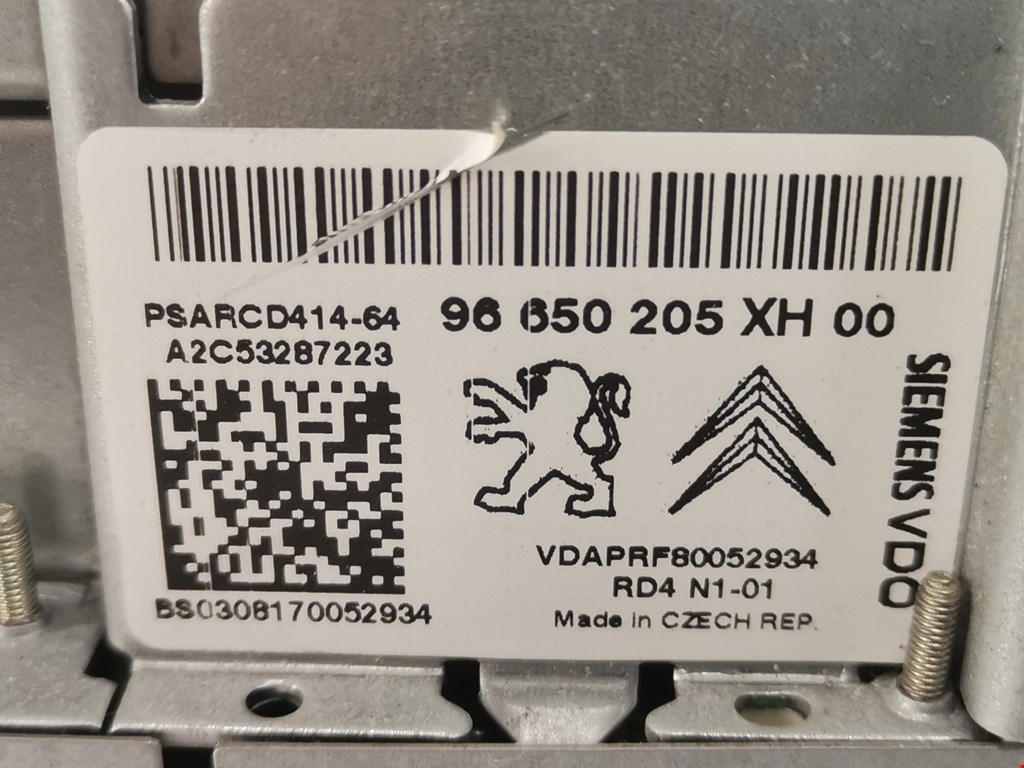 PSARCD414-64
A2C53287223
96 650 205 XH 00
SIEMENS VDO
VDAPRF80052934
RD4 N1-01
Made in CZECH REP.
BS0308170052934